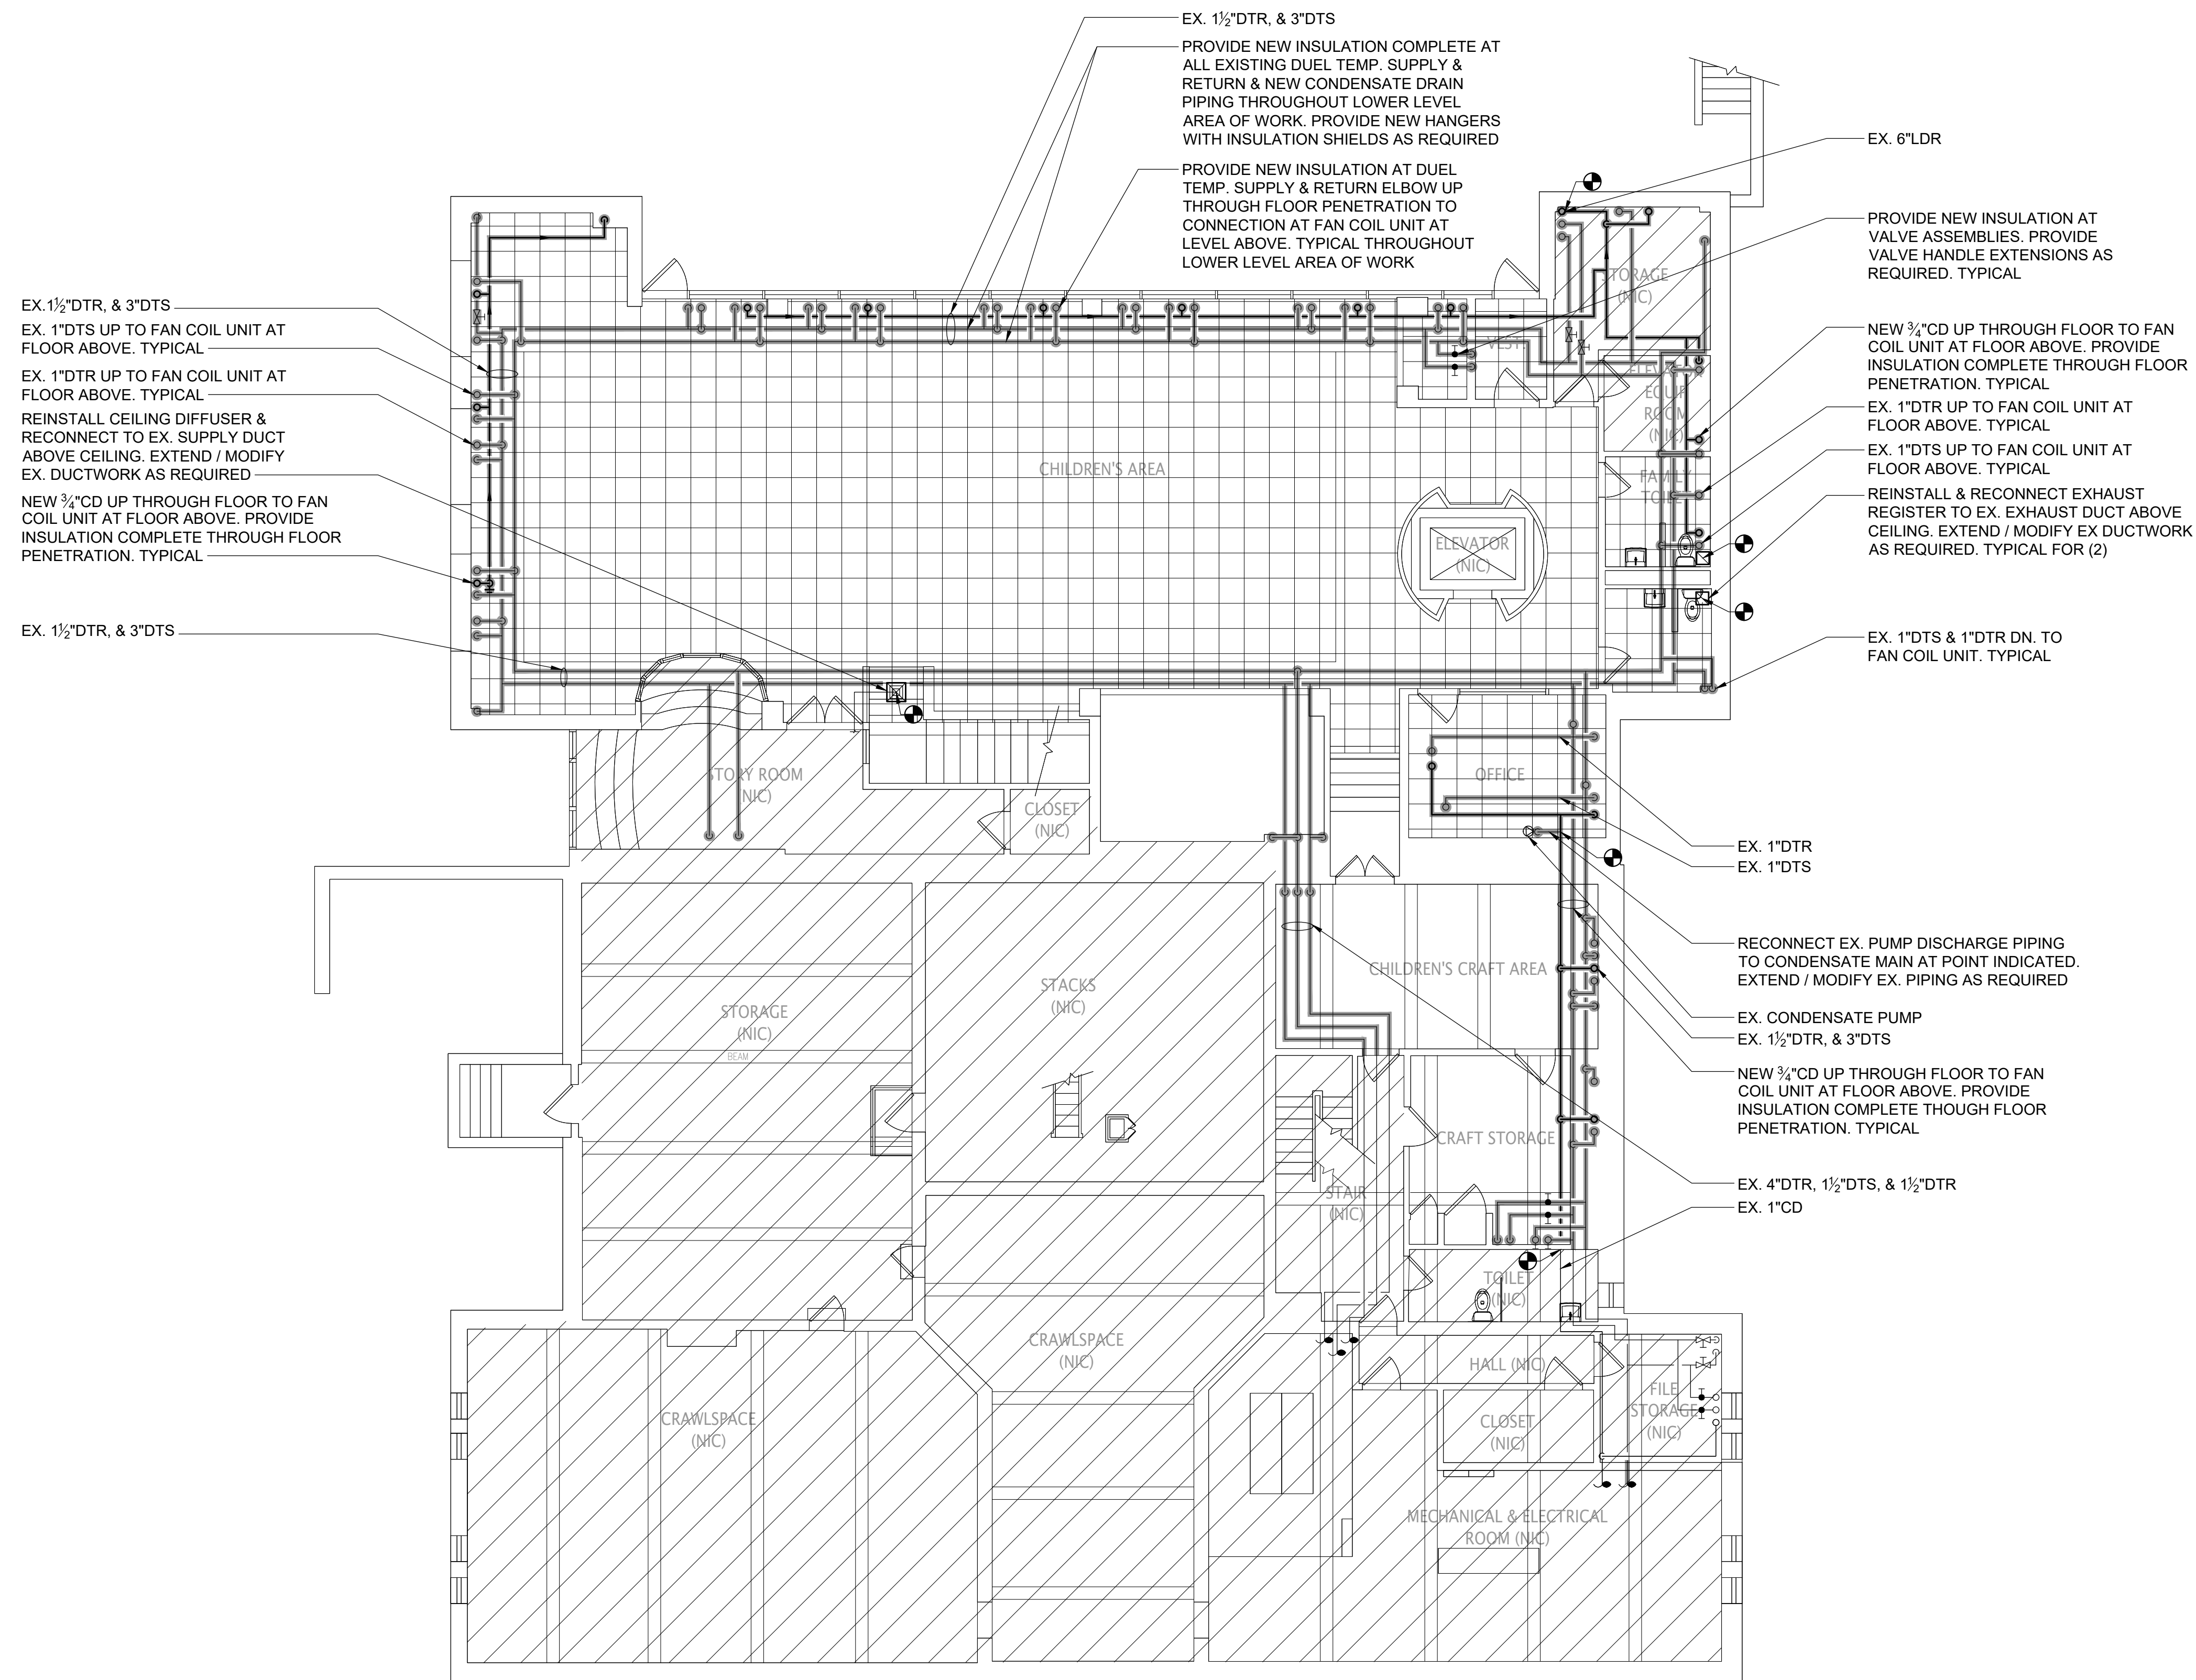 EX. 1½"DTR, & 3"DTS
PROVIDE NEW INSULATION COMPLETE AT
ALL EXISTING DUEL TEMP. SUPPLY &
RETURN & NEW CONDENSATE DRAIN
PIPING THROUGHOUT LOWER LEVEL
AREA OF WORK. PROVIDE NEW HANGERS
WITH INSULATION SHIELDS AS REQUIRED
PROVIDE NEW INSULATION AT DUEL
TEMP. SUPPLY & RETURN ELBOW UP
THROUGH FLOOR PENETRATION TO
CONNECTION AT FAN COIL UNIT AT
LEVEL ABOVE. TYPICAL THROUGHOUT
LOWER LEVEL AREA OF WORK
EX.1½"DTR, & 3"DTS
EX. 1"DTS UP TO FAN COIL UNIT AT
FLOOR ABOVE. TYPICAL
EX. 1"DTR UP TO FAN COIL UNIT AT
FLOOR ABOVE. TYPICAL
REINSTALL CEILING DIFFUSER &
RECONNECT TO EX. SUPPLY DUCT
ABOVE CEILING. EXTEND / MODIFY
EX. DUCTWORK AS REQUIRED
NEW ¾"CD UP THROUGH FLOOR TO FAN
COIL UNIT AT FLOOR ABOVE. PROVIDE
INSULATION COMPLETE THROUGH FLOOR
PENETRATION. TYPICAL
EX. 1½"DTR, & 3"DTS
EX. 6"LDR
PROVIDE NEW INSULATION AT
VALVE ASSEMBLIES. PROVIDE
VALVE HANDLE EXTENSIONS AS
REQUIRED. TYPICAL
NEW ¾"CD UP THROUGH FLOOR TO FAN
COIL UNIT AT FLOOR ABOVE. PROVIDE
INSULATION COMPLETE THROUGH FLOOR
PENETRATION. TYPICAL
EX. 1"DTR UP TO FAN COIL UNIT AT
FLOOR ABOVE. TYPICAL
EX. 1"DTS UP TO FAN COIL UNIT AT
FLOOR ABOVE. TYPICAL
REINSTALL & RECONNECT EXHAUST
REGISTER TO EX. EXHAUST DUCT ABOVE
CEILING. EXTEND / MODIFY EX DUCTWORK
AS REQUIRED. TYPICAL FOR (2)
EX. 1"DTS & 1"DTR DN. TO
FAN COIL UNIT. TYPICAL
EX. 1"DTR
EX. 1"DTS
RECONNECT EX. PUMP DISCHARGE PIPING
TO CONDENSATE MAIN AT POINT INDICATED.
EXTEND / MODIFY EX. PIPING AS REQUIRED
EX. CONDENSATE PUMP
EX. 1½"DTR, & 3"DTS
NEW ¾"CD UP THROUGH FLOOR TO FAN
COIL UNIT AT FLOOR ABOVE. PROVIDE
INSULATION COMPLETE THOUGH FLOOR
PENETRATION. TYPICAL
EX. 4"DTR, 1½"DTS, & 1½"DTR
EX. 1"CD
STORAGE
(NIC)
VEST.
ELEVATOR
EQUIP
ROOM
(NIC)
CHILDREN'S AREA
FAMILY
TOILET
ELEVATOR
(NIC)
STORY ROOM
(NIC)
CLOSET
(NIC)
OFFICE
STORAGE
(NIC)
BEAM
STACKS
(NIC)
CHILDREN'S CRAFT AREA
CRAFT STORAGE
STAIR
(NIC)
TOILET
(NIC)
CRAWLSPACE
(NIC)
HALL (NIC)
CRAWLSPACE
(NIC)
CLOSET
(NIC)
FILE
STORAGE
(NIC)
MECHANICAL & ELECTRICAL
ROOM (NIC)